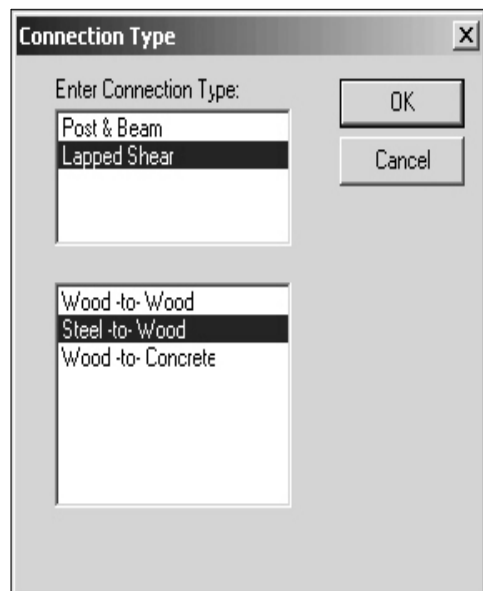 Connection Type
Enter Connection Type:
OK
Post & Beam
Lapped Shear
Cancel
Wood -to- Wood
Steel -to- Wood
Wood -to- Concrete